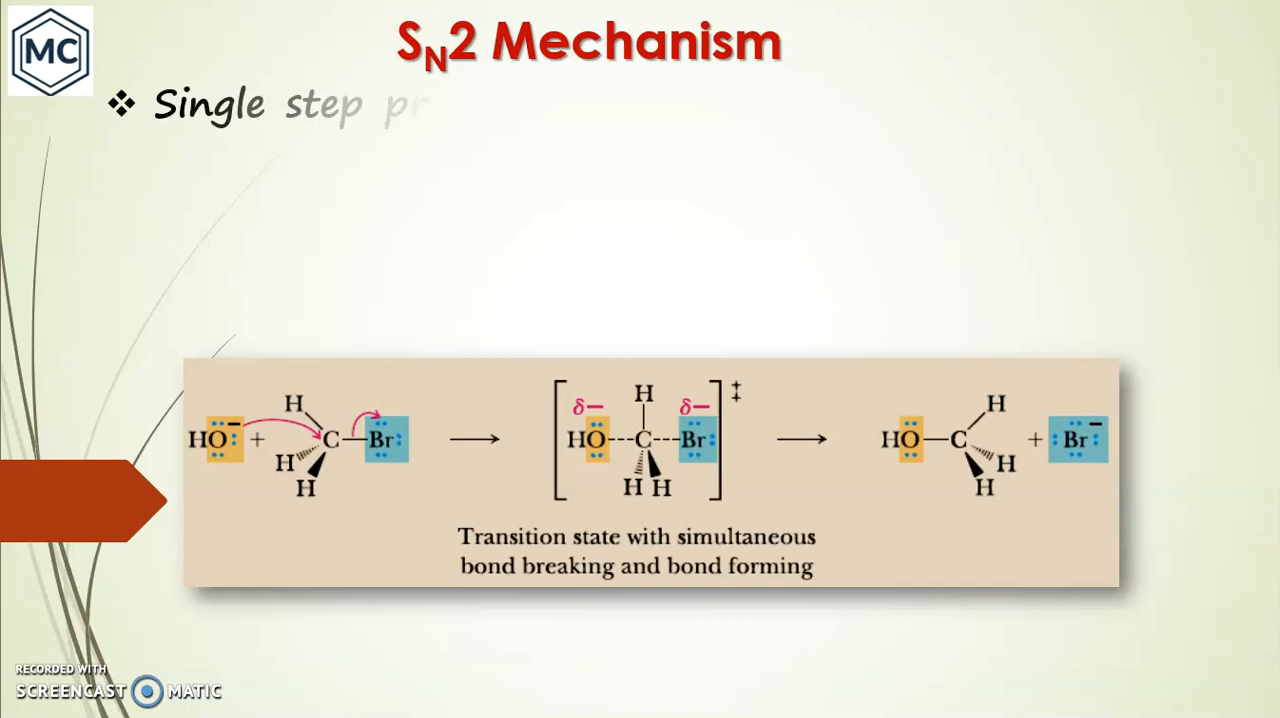 MC
SN2 Mechanism
❖ Single step
H H H
HO:− + C—Br: ⟶ [HO---C---Br:]‡ ⟶ HO—C + :Br:−
δ− δ−
H H H H H H
Transition state with simultaneous
bond breaking and bond forming
RECORDED WITH
SCREENCAST MATIC